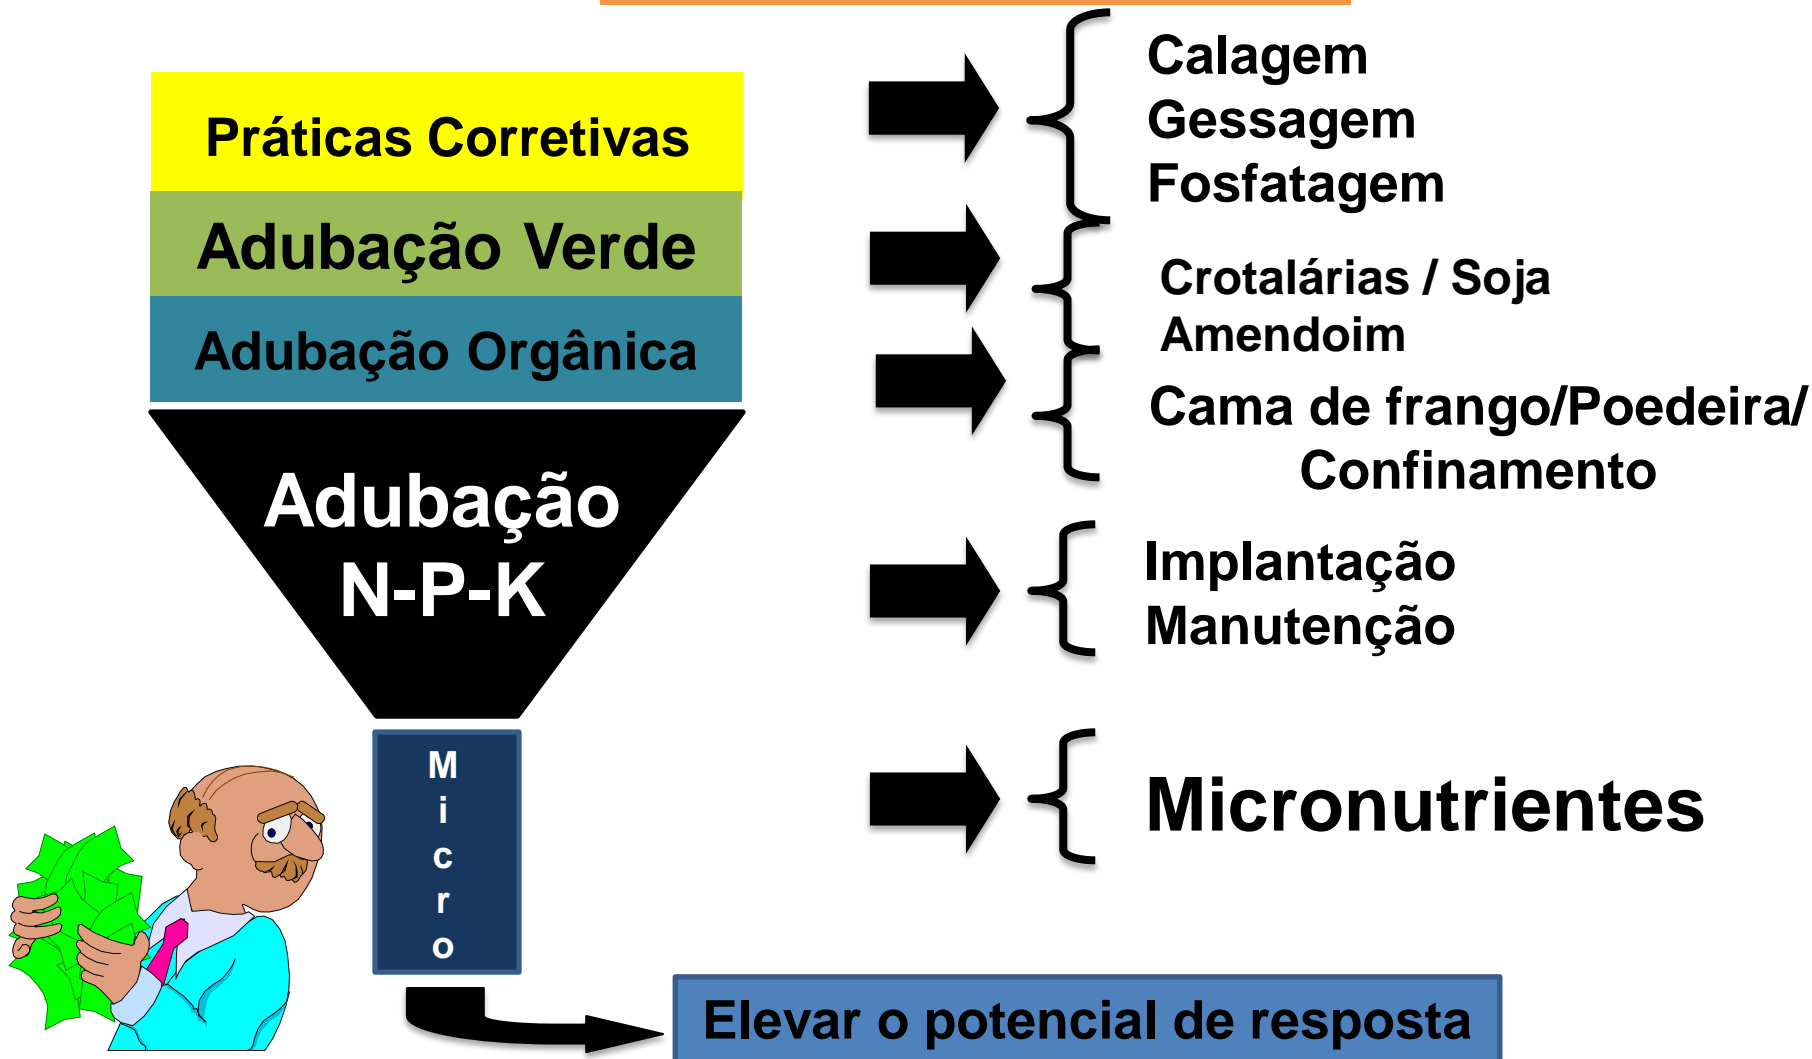 Práticas Corretivas
Adubação Verde
Adubação Orgânica
Adubação
N-P-K
M
i
c
r
o
Calagem
Gessagem
Fosfatagem
Crotalárias / Soja
Amendoim
Cama de frango/Poedeira/
Confinamento
Implantação
Manutenção
Micronutrientes
Elevar o potencial de resposta